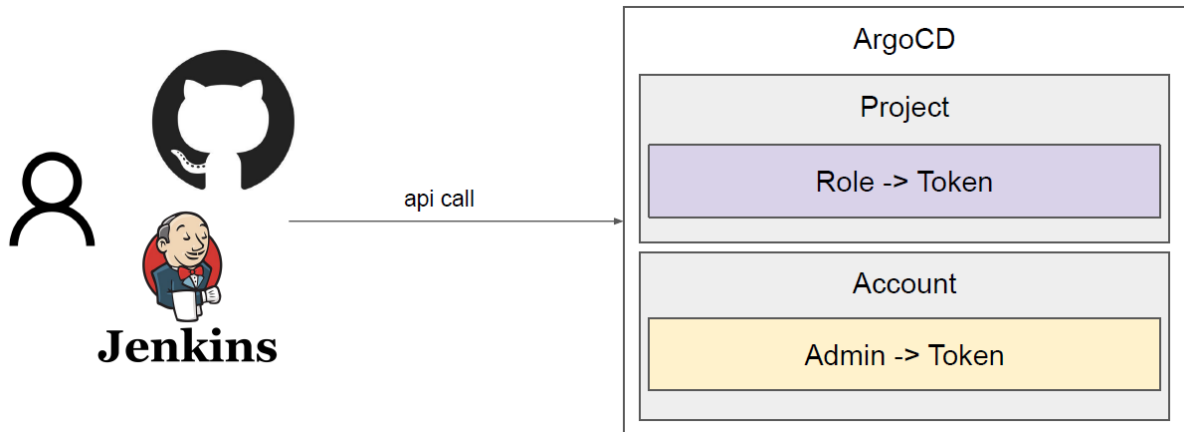 ArgoCD
Project
Role -> Token
api call
Account
Admin -> Token
Jenkins